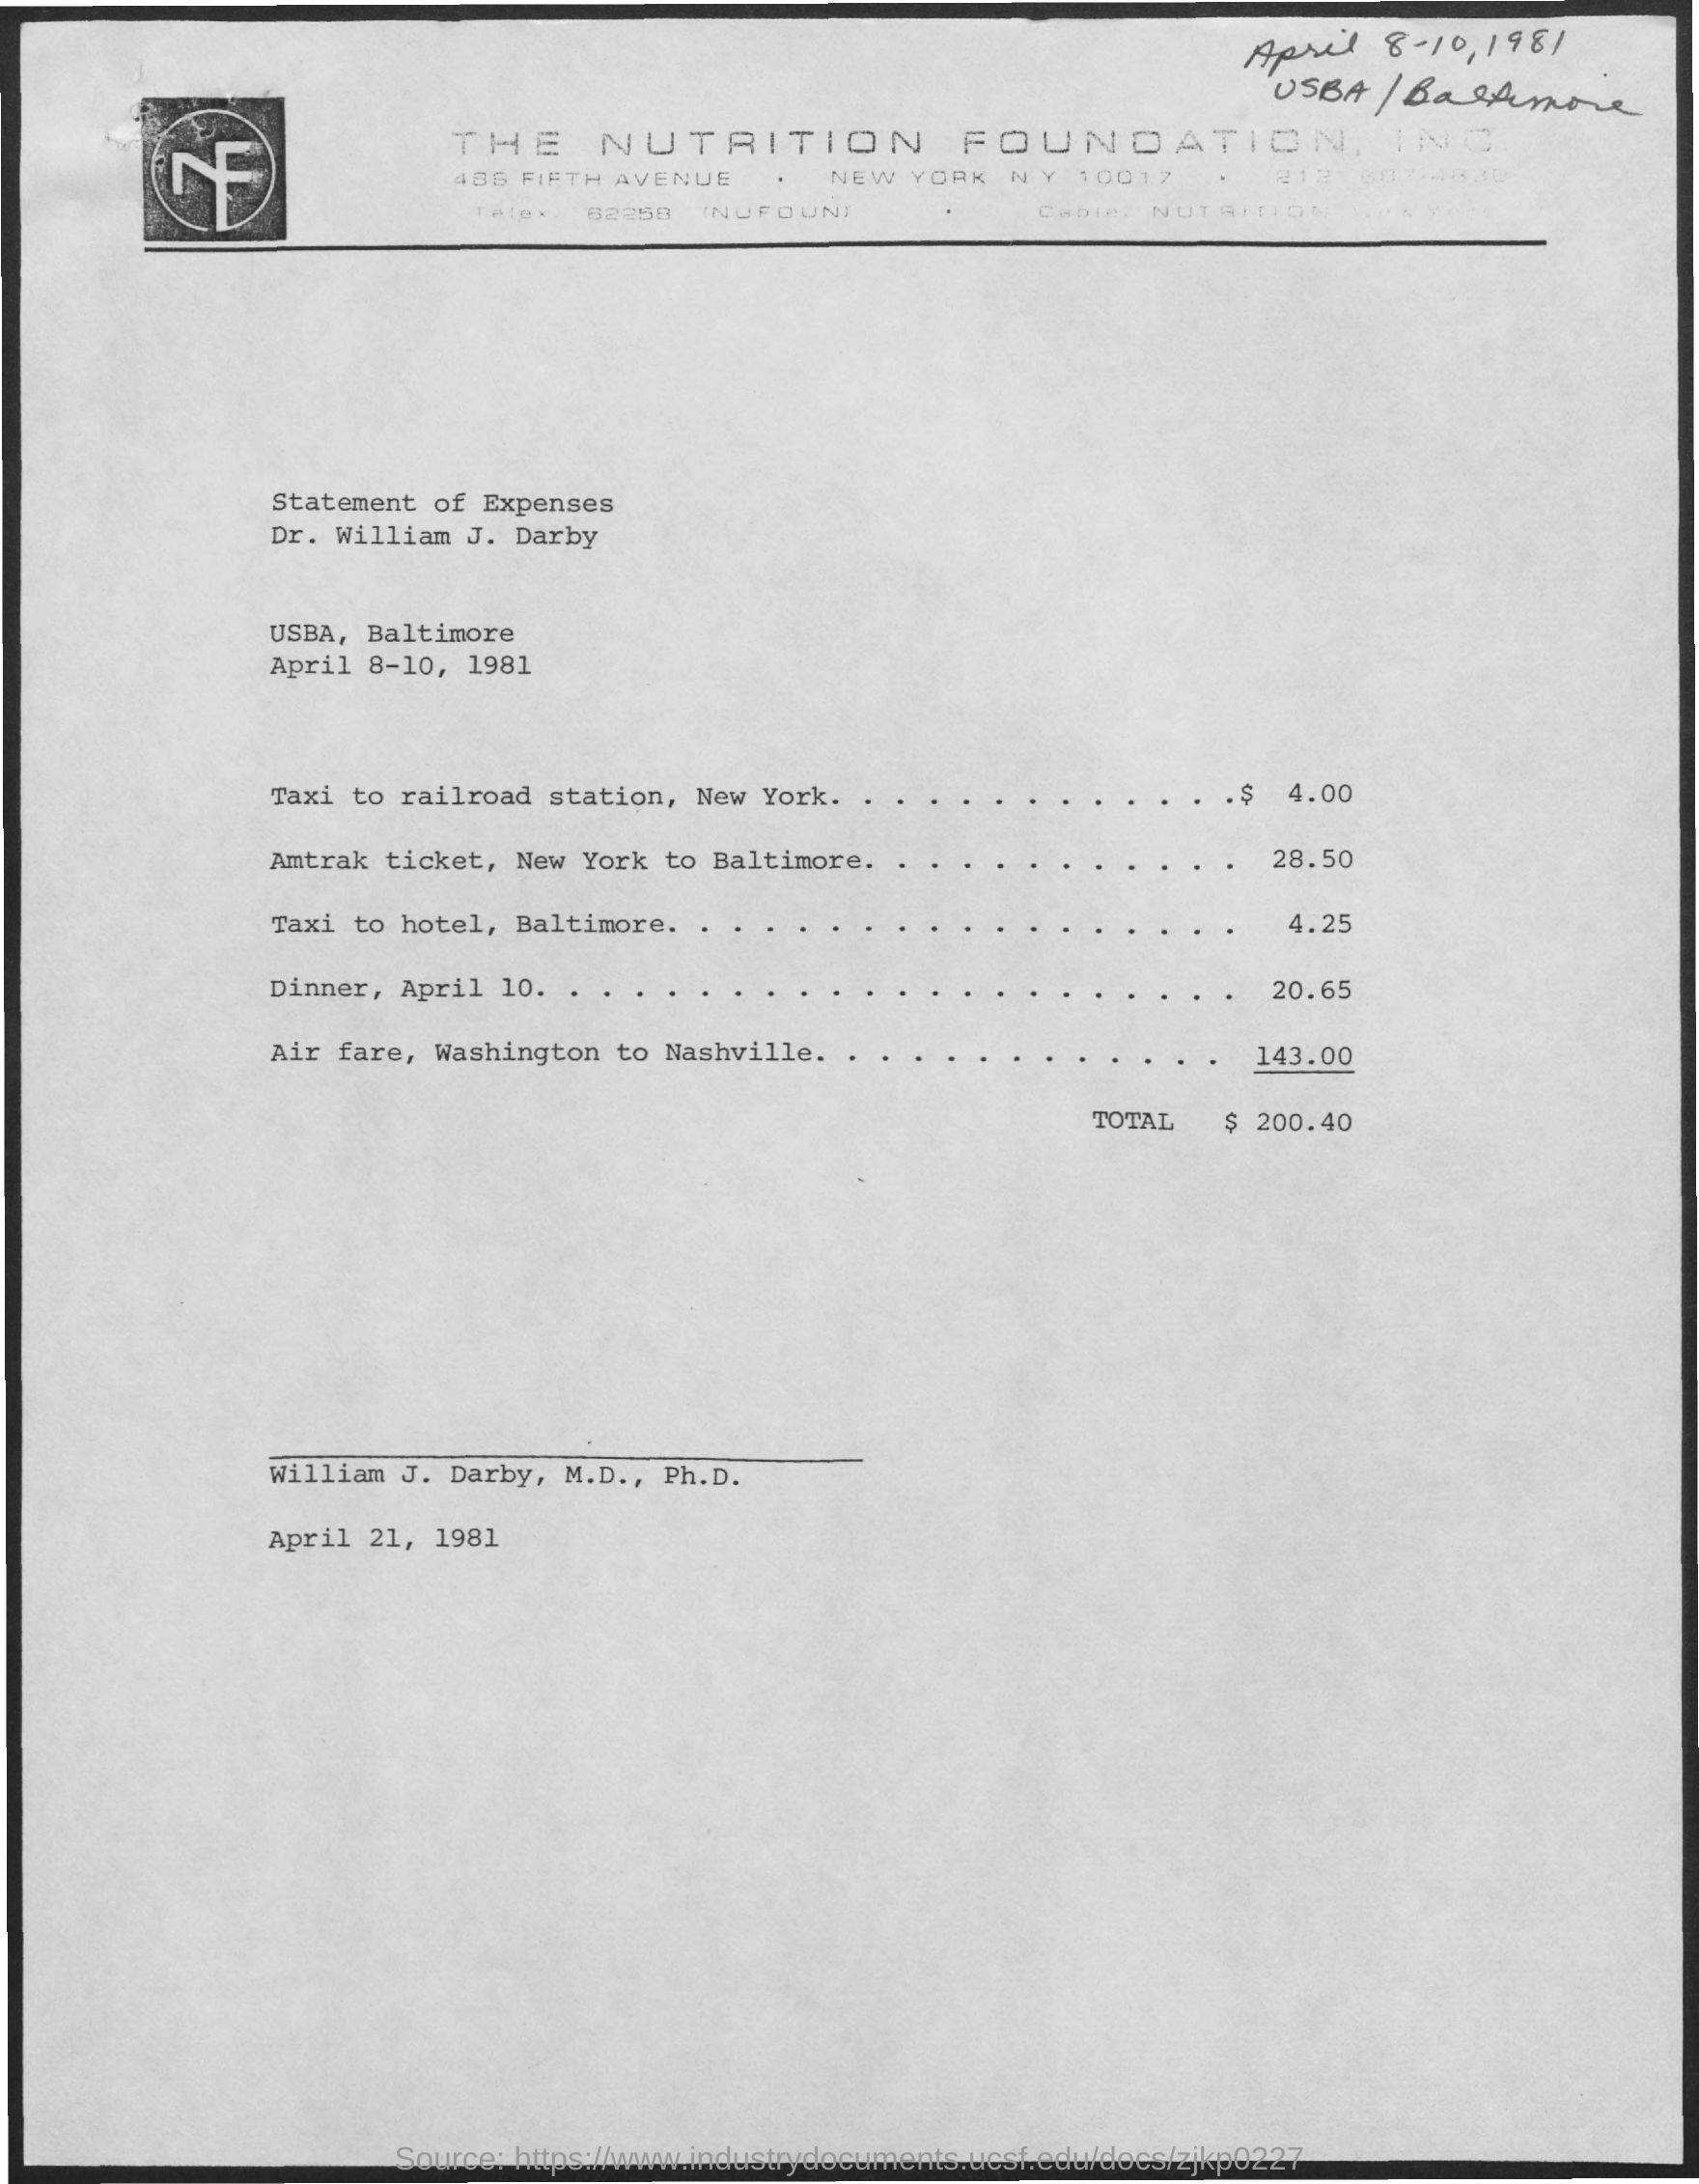 April 8-10, 1981
USBA / Baltimore
NF
THE NUTRITION FOUNDATION, INC.
FIFTH AVENUE · NEW YORK N Y 10017 · 212
Telex 62258 (NUFOUN) · Cable: NUTRITION
Statement of Expenses
Dr. William J. Darby
USBA, Baltimore
April 8-10, 1981
Taxi to railroad station, New York. . . . . . . . . . . . . .$ 4.00
Amtrak ticket, New York to Baltimore. . . . . . . . . . . . 28.50
Taxi to hotel, Baltimore. . . . . . . . . . . . . . . . . . 4.25
Dinner, April 10. . . . . . . . . . . . . . . . . . . . . . 20.65
Air fare, Washington to Nashville. . . . . . . . . . . . . 143.00
TOTAL $ 200.40
William J. Darby, M.D., Ph.D.
April 21, 1981
Source: https://www.industrydocuments.ucsf.edu/docs/zjkp0227